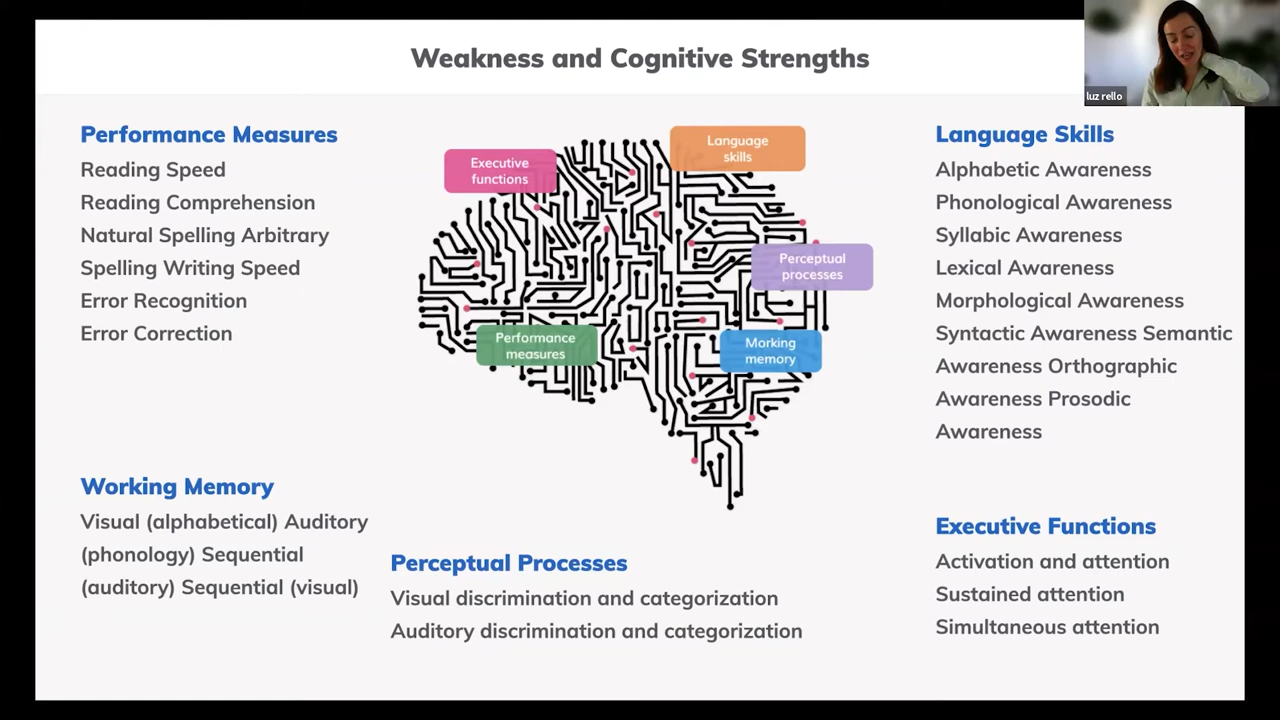 Weakness and Cognitive Strengths
luz rello
Performance Measures
Reading Speed
Reading Comprehension
Natural Spelling Arbitrary
Spelling Writing Speed
Error Recognition
Error Correction
Executive
functions
Language
skills
Perceptual
processes
Performance
measures
Morking
memory
Language Skills
Alphabetic Awareness
Phonological Awareness
Syllabic Awareness
Lexical Awareness
Morphological Awareness
Syntactic Awareness Semantic
Awareness Orthographic
Awareness Prosodic
Awareness
Working Memory
Visual (alphabetical) Auditory
(phonology) Sequential
(auditory) Sequential (visual)
Perceptual Processes
Visual discrimination and categorization
Auditory discrimination and categorization
Executive Functions
Activation and attention
Sustained attention
Simultaneous attention